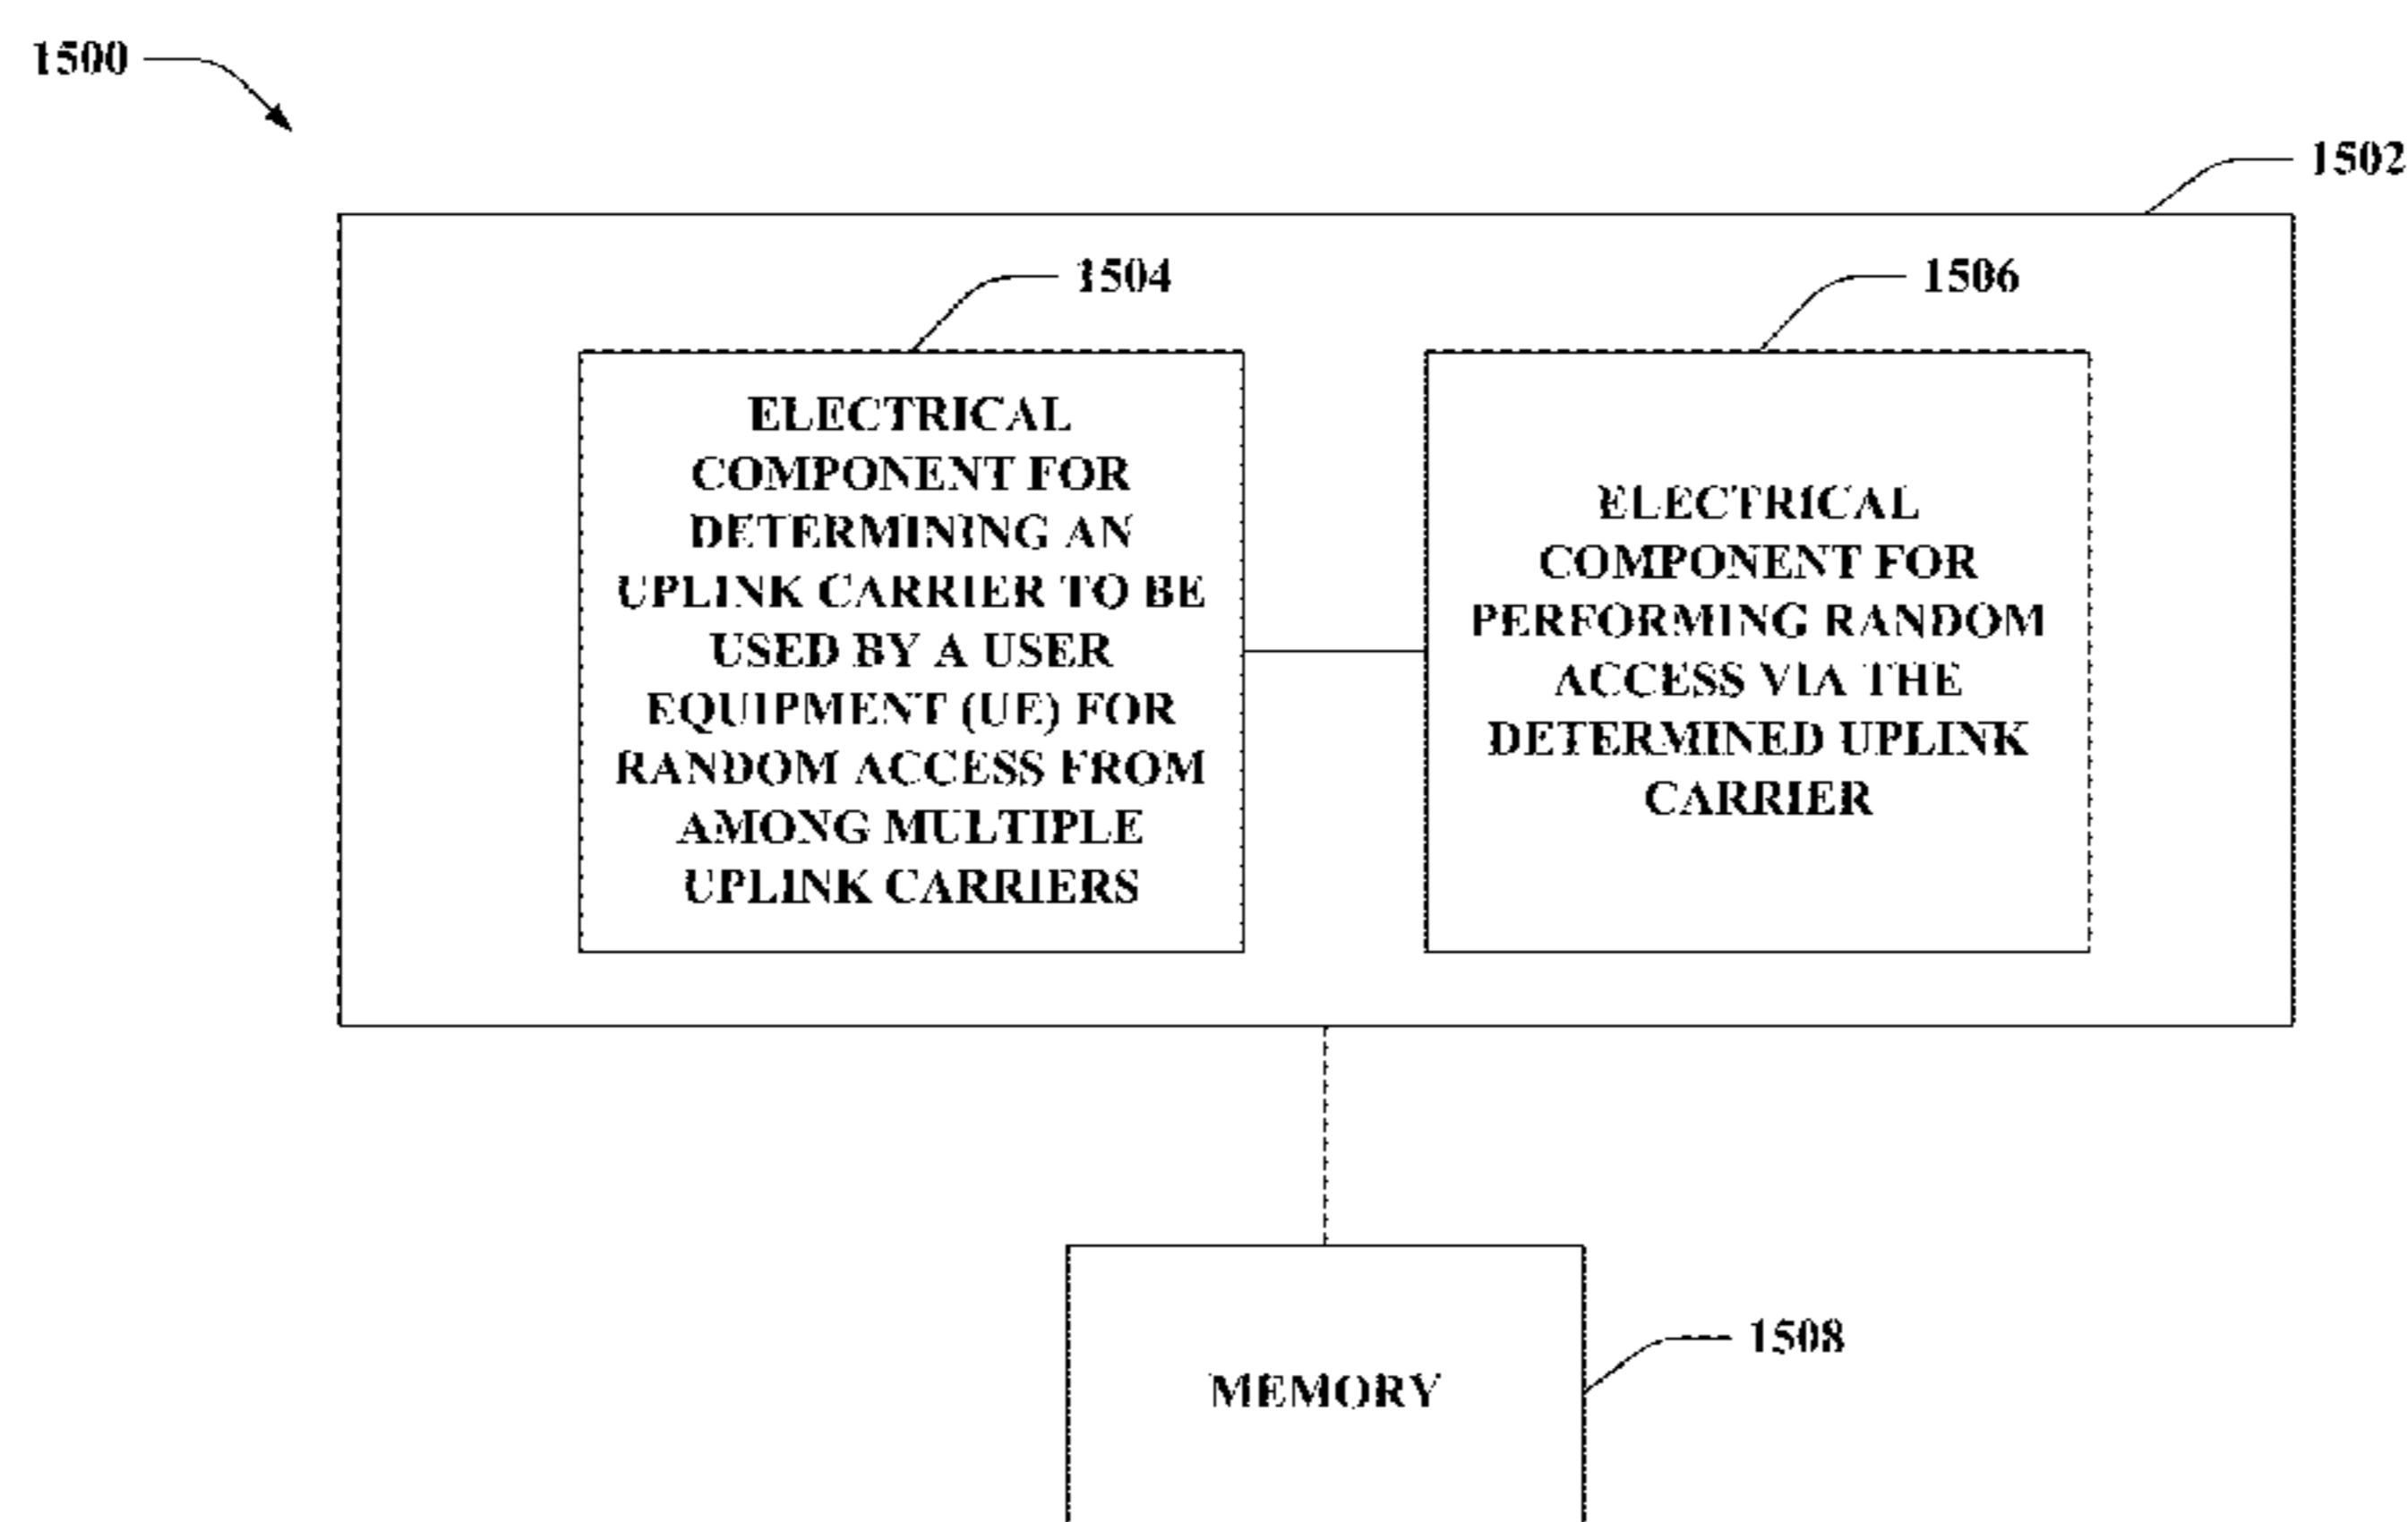 1500
1502
1504
1506
ELECTRICAL
COMPONENT FOR
DETERMINING AN
UPLINK CARRIER TO BE
USED BY A USER
EQUIPMENT (UE) FOR
RANDOM ACCESS FROM
AMONG MULTIPLE
UPLINK CARRIERS
ELECTRICAL
COMPONENT FOR
PERFORMING RANDOM
ACCESS VIA THE
DETERMINED UPLINK
CARRIER
1508
MEMORY